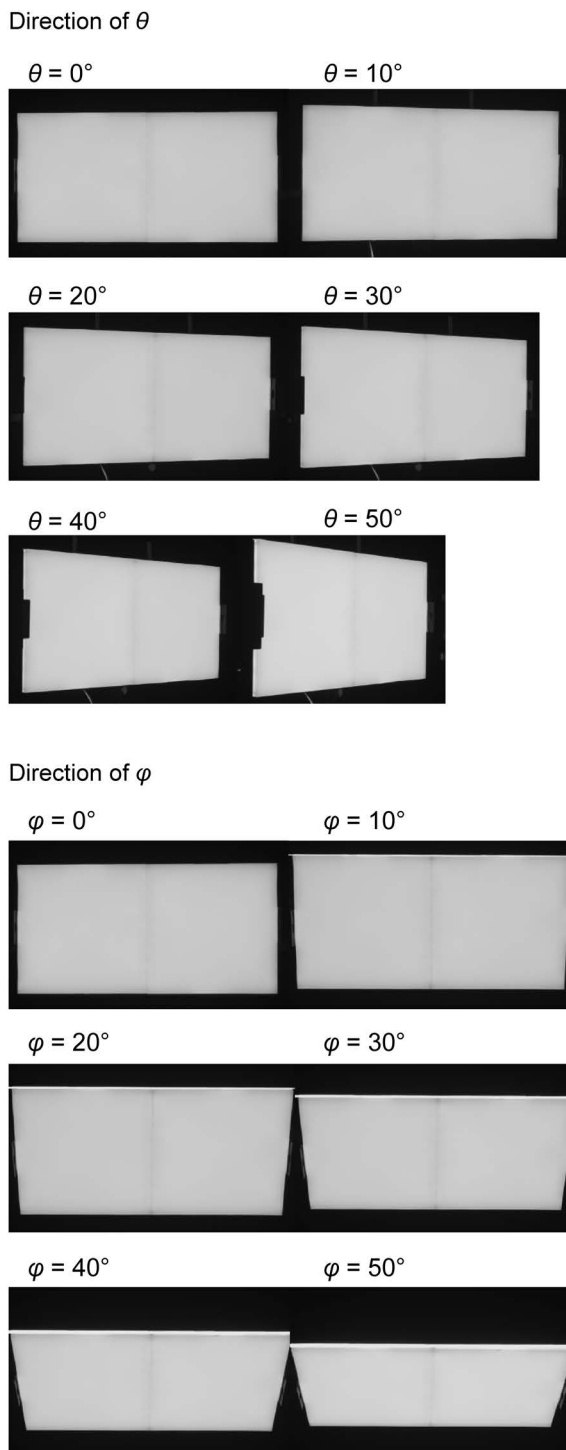 Direction of θ
θ = 0°
θ = 10°
θ = 20°
θ = 30°
θ = 40°
θ = 50°
Direction of φ
φ = 0°
φ = 10°
φ = 20°
φ = 30°
φ = 40°
φ = 50°